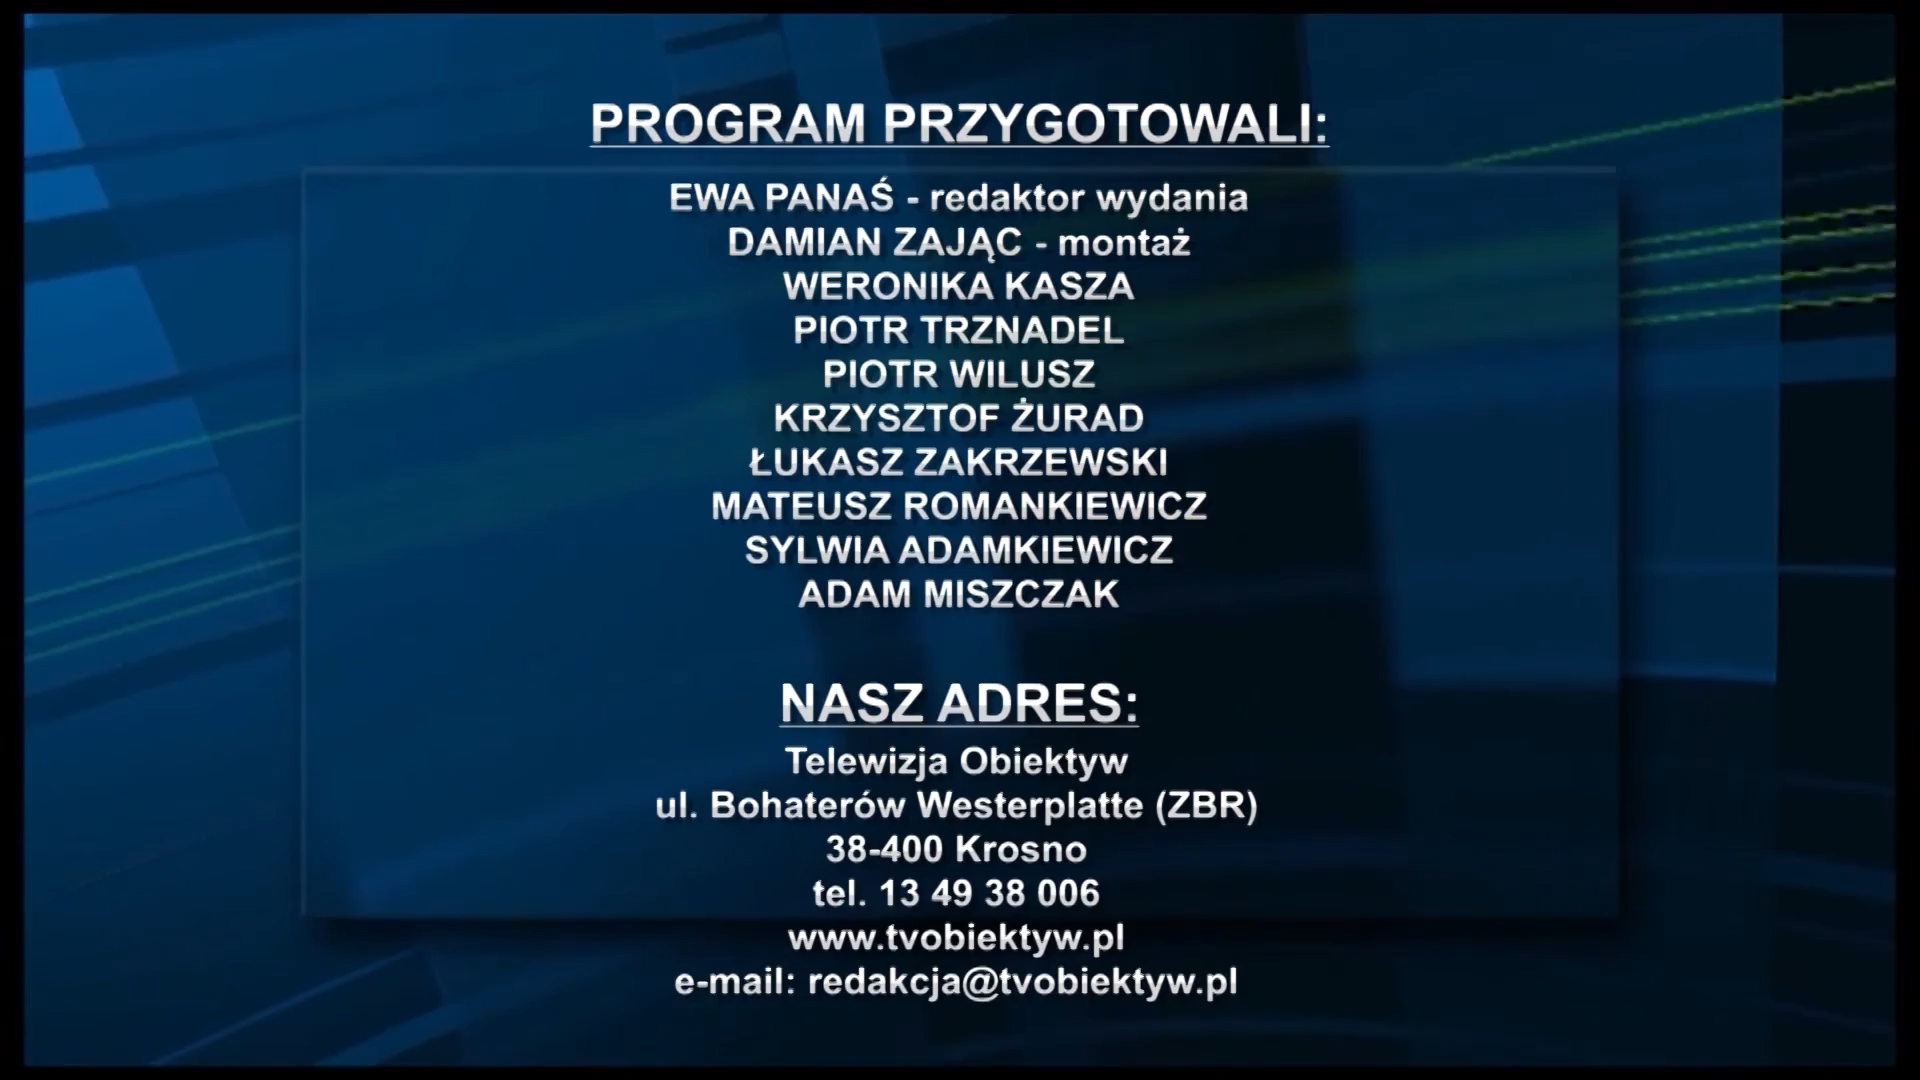 PROGRAM PRZYGOTOWALI:
EWA PANAŚ - redaktor wydania
DAMIAN ZAJĄC - montaż
WERONIKA KASZA
PIOTR TRZNADEL
PIOTR WILUSZ
KRZYSZTOF ŻURAD
ŁUKASZ ZAKRZEWSKI
MATEUSZ ROMANKIEWICZ
SYLWIA ADAMKIEWICZ
ADAM MISZCZAK
NASZ ADRES:
Telewizja Obiektyw
ul. Bohaterów Westerplatte (ZBR)
38-400 Krosno
tel. 13 49 38 006
www.tvobiektyw.pl
e-mail: redakcja@tvobiektyw.pl